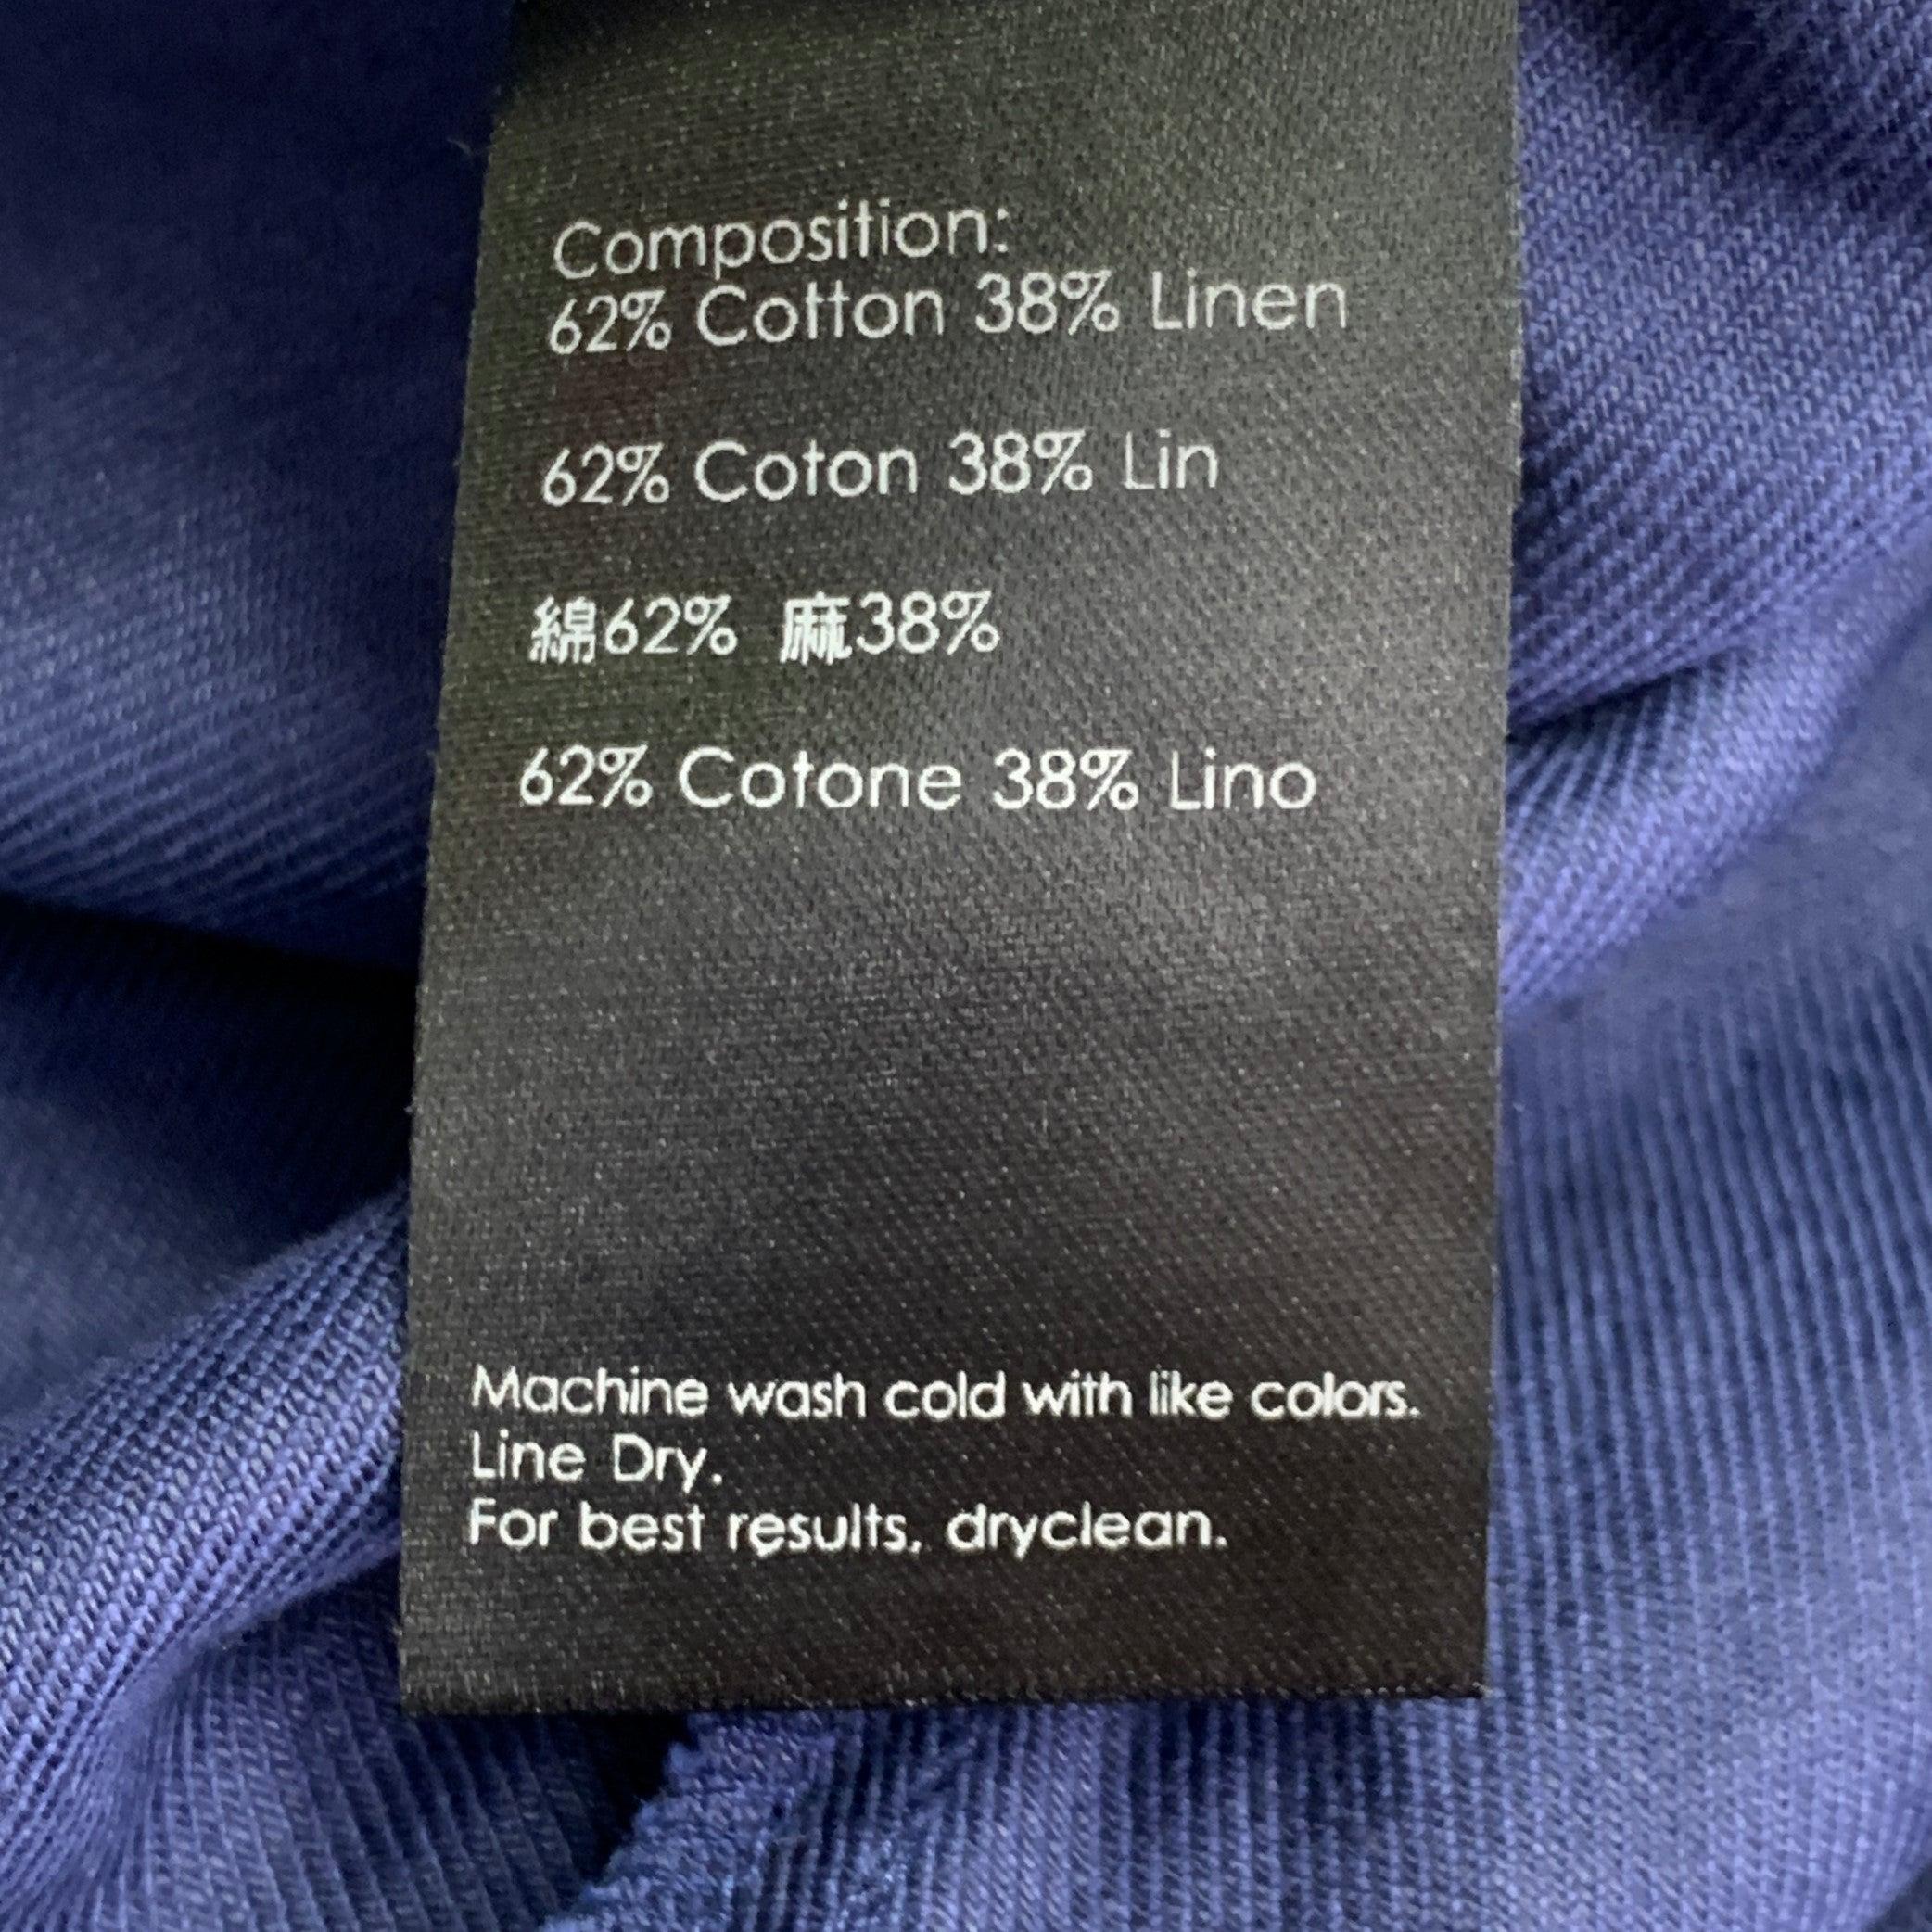 Composition:
62% Cotton 38% Linen
62% Coton 38% Lin
綿62% 麻38%
62% Cotone 38% Lino
Machine wash cold with like colors.
Line Dry.
For best results, dryclean.